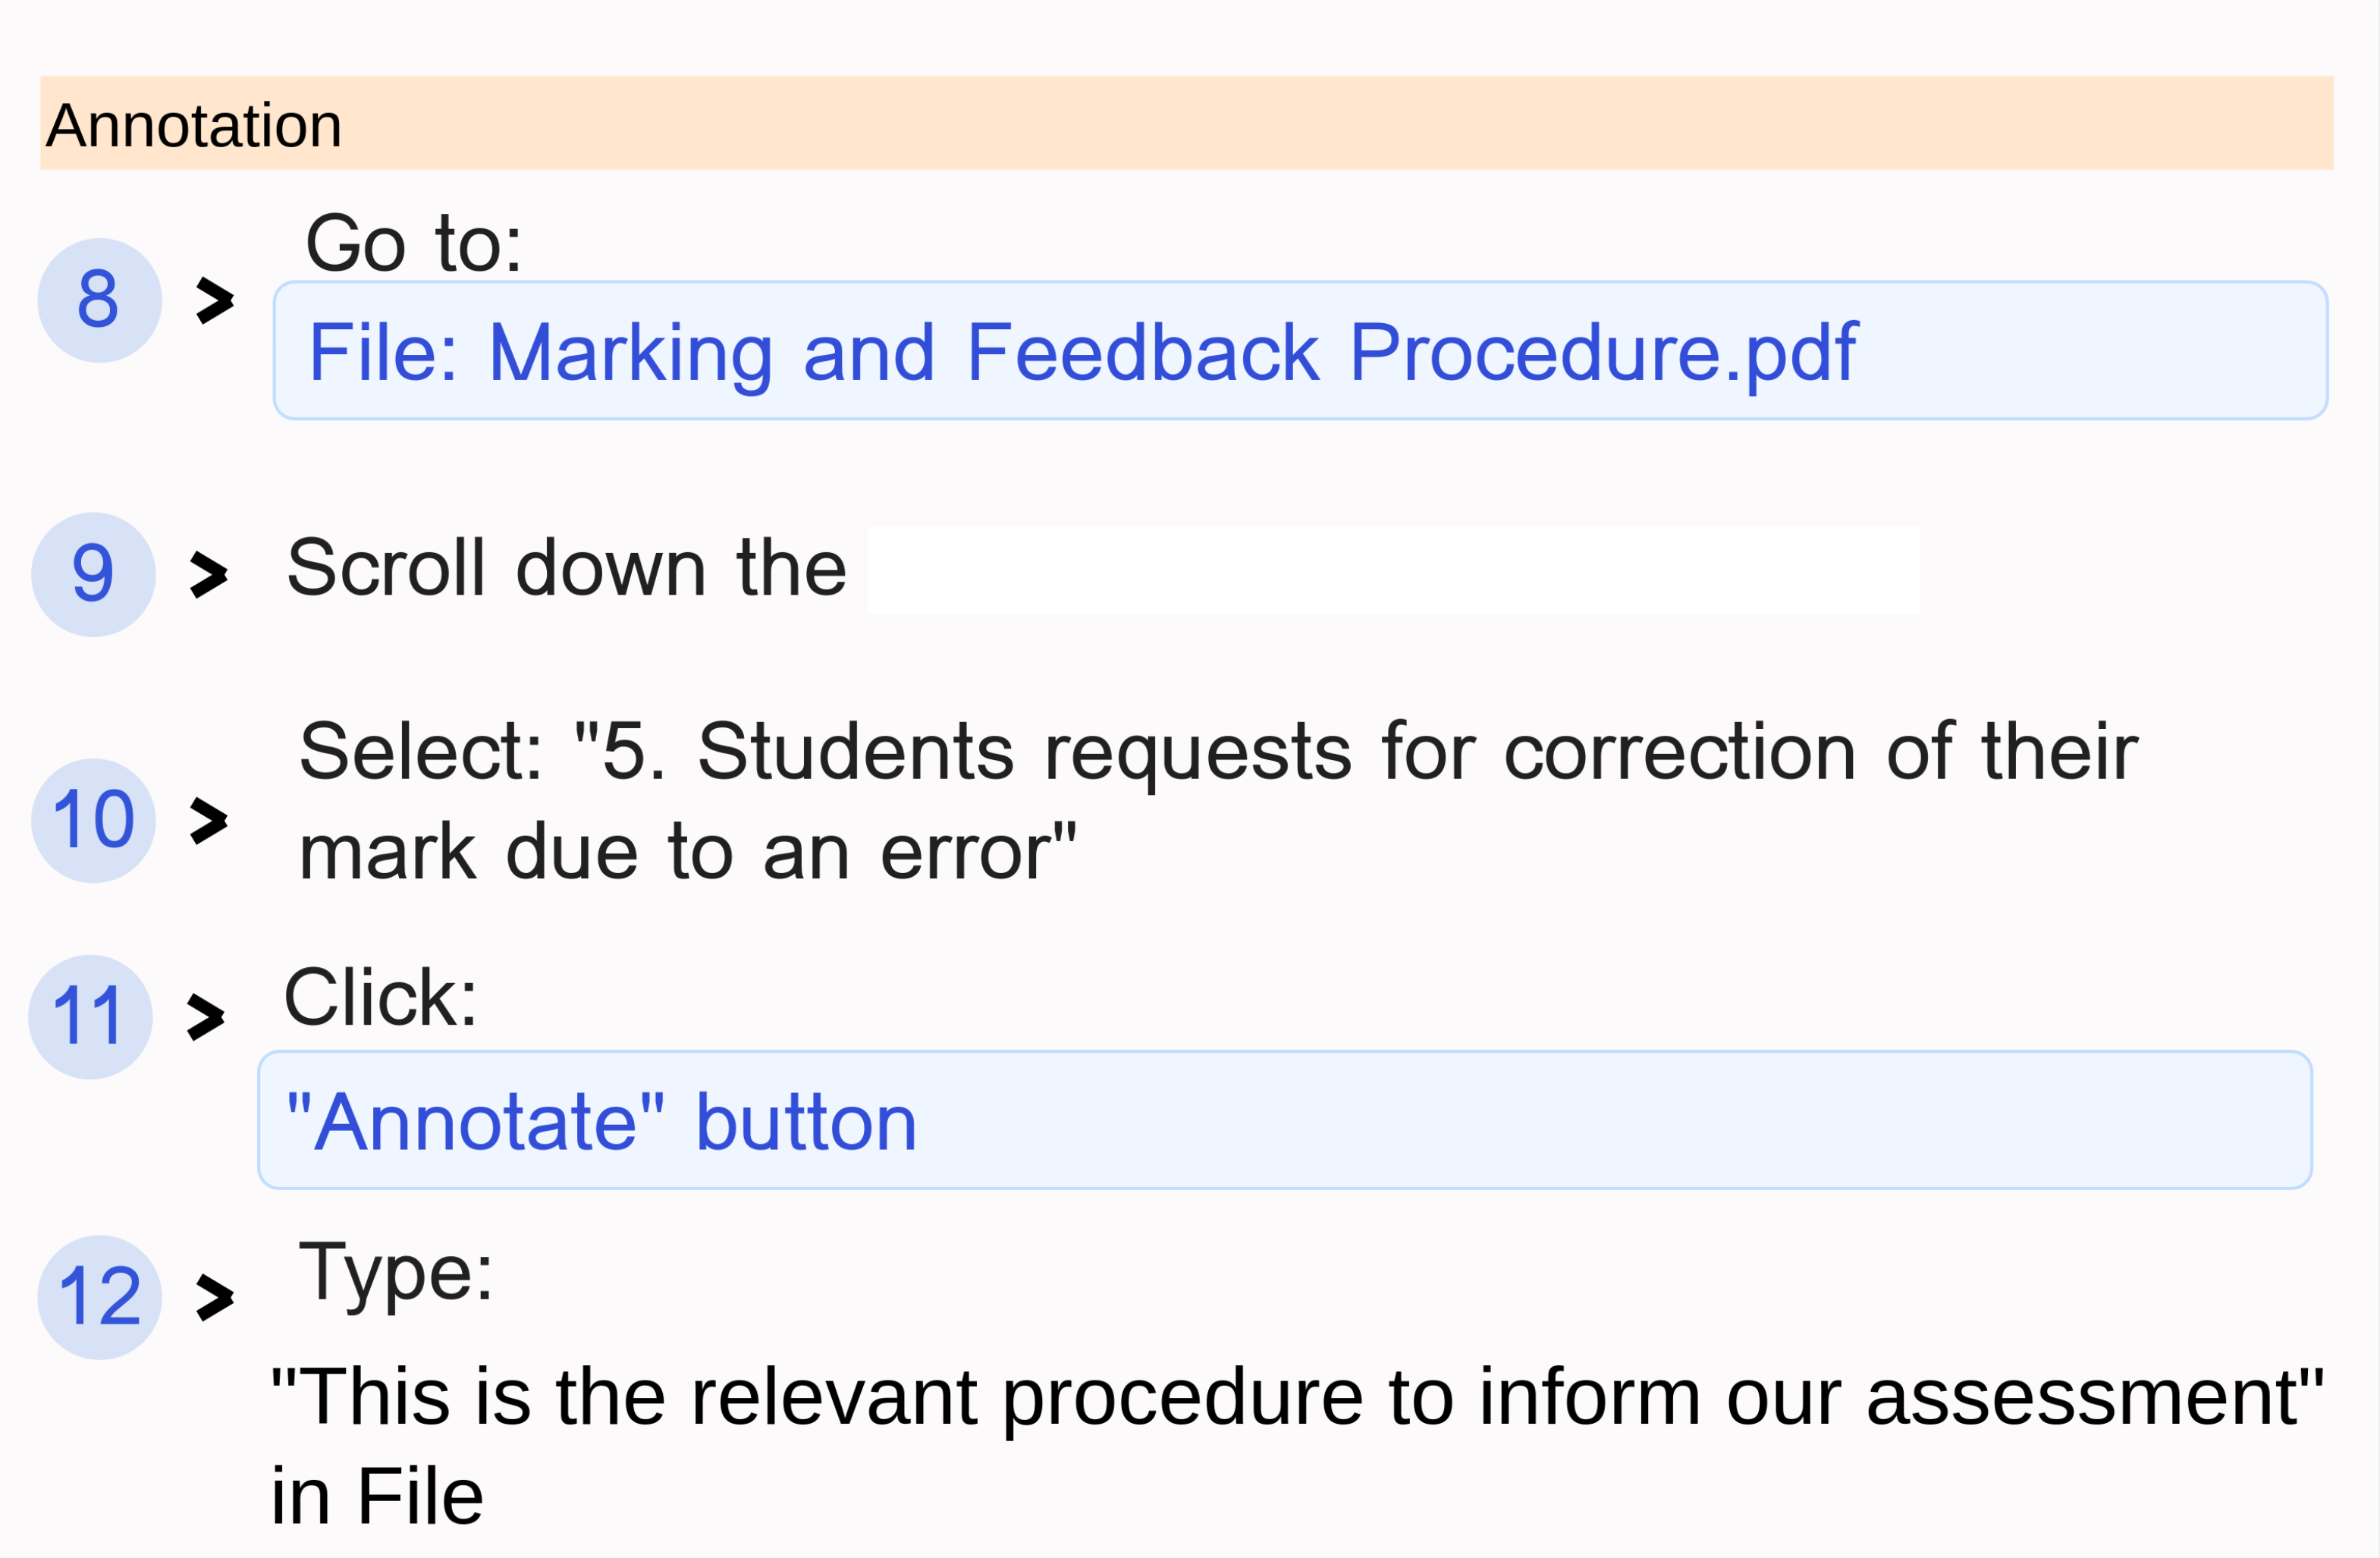 Annotation
Go to:
8 >
File: Marking and Feedback Procedure.pdf
9 > Scroll down the
Select: "5. Students requests for correction of their
10 >
mark due to an error"
11 > Click:
"Annotate" button
12 > Type:
"This is the relevant procedure to inform our assessment"
in File